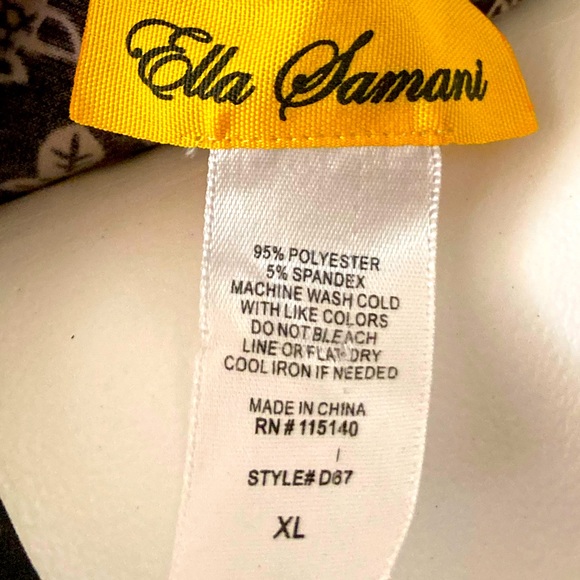 Ella Samani
95% POLYESTER
5% SPANDEX
MACHINE WASH COLD
WITH LIKE COLORS
DO NOT BLEACH
LINE OR FLAT DRY
COOL IRON IF NEEDED
MADE IN CHINA
RN # 115140
STYLE# D67
XL